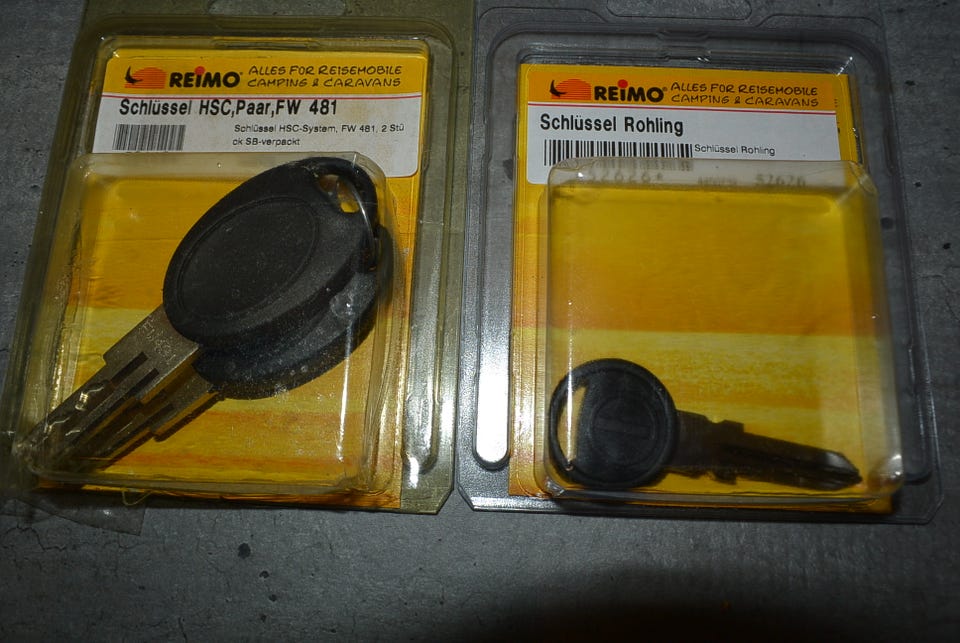 REIMO® ALLES FÜR REISEMOBILE
CAMPING & CARAVANS
Schlüssel HSC,Paar,FW 481
Schlüssel HSC-System, FW 481, 2 Stü
ck SB-verpackt
REIMO® ALLES FÜR REISEMOBILE
CAMPING & CARAVANS
Schlüssel Rohling
Schlüssel Rohling
52626